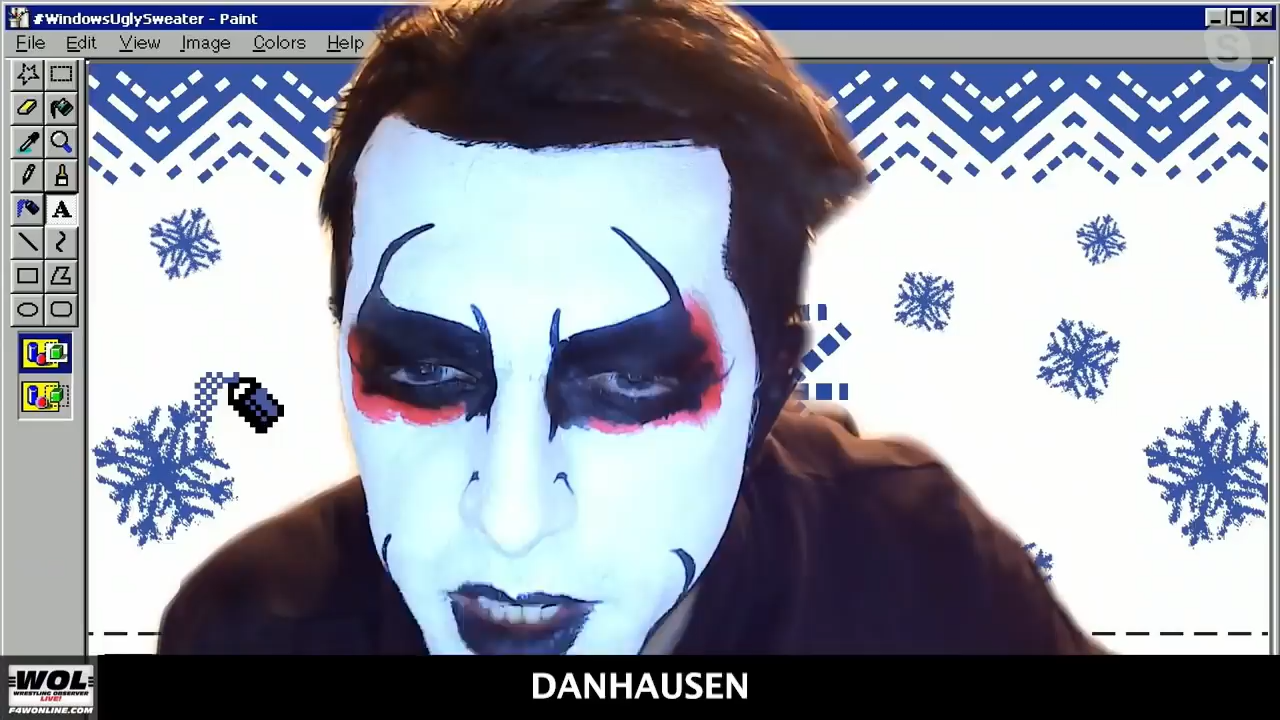 #WindowsUglySweater - Paint
File Edit View Image Colors Help
S
A
DANHAUSEN
WOL
WRESTLING OBSERVER
LIVE!
F4WONLINE.COM